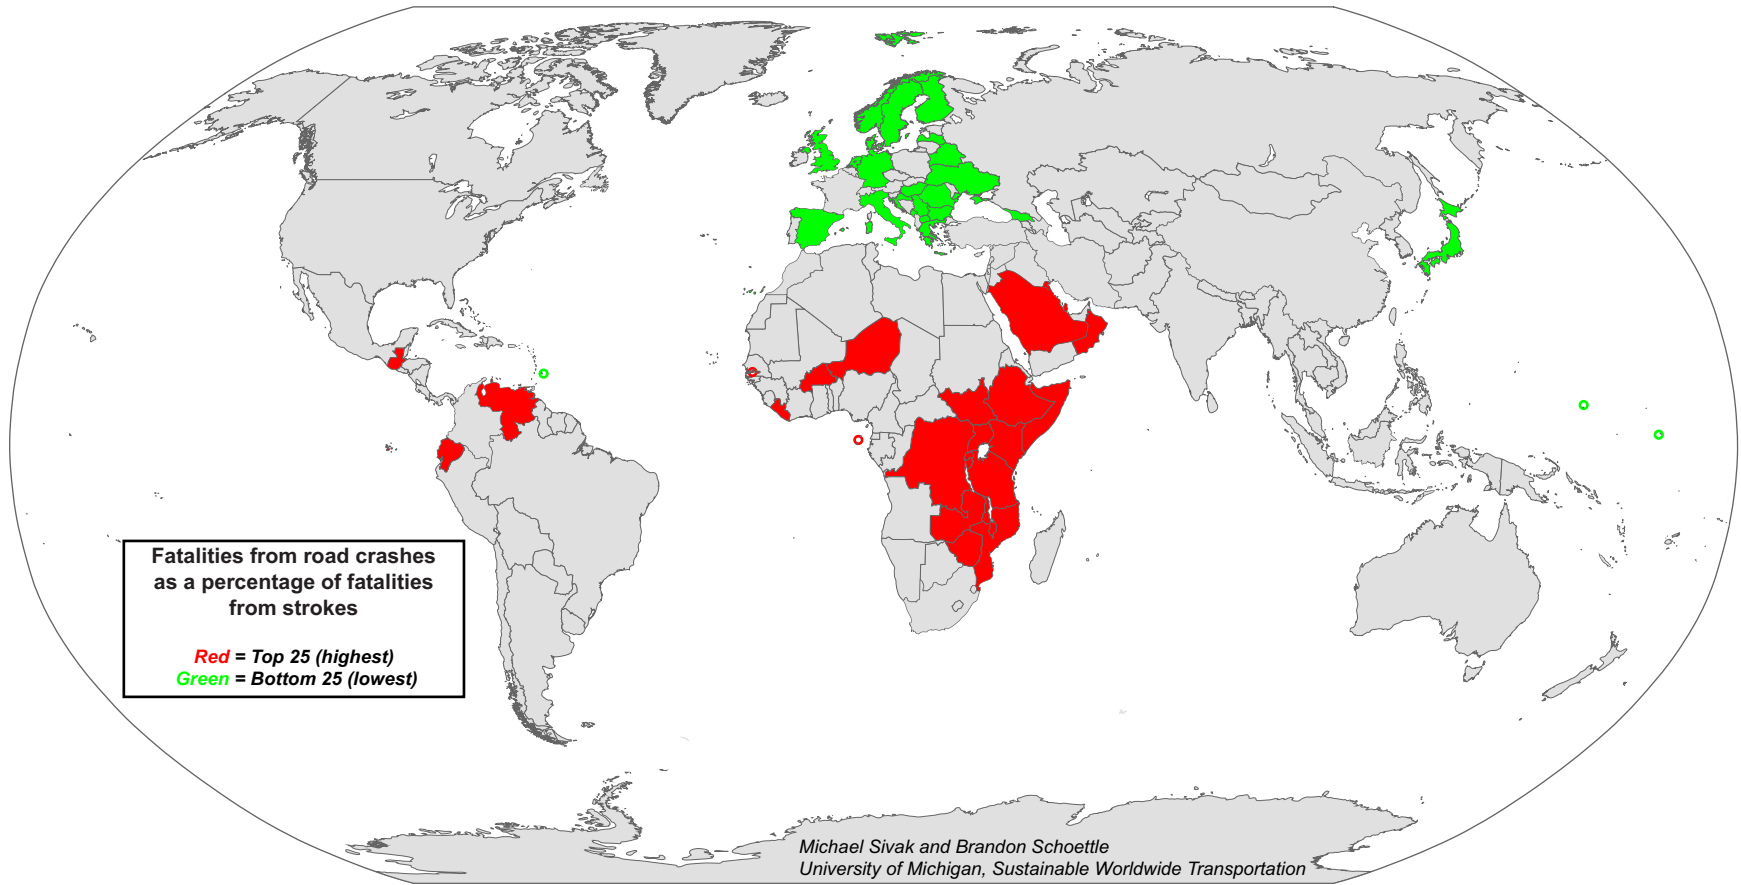 Fatalities from road crashes
as a percentage of fatalities
from strokes
Red = Top 25 (highest)
Green = Bottom 25 (lowest)
Michael Sivak and Brandon Schoettle
University of Michigan, Sustainable Worldwide Transportation